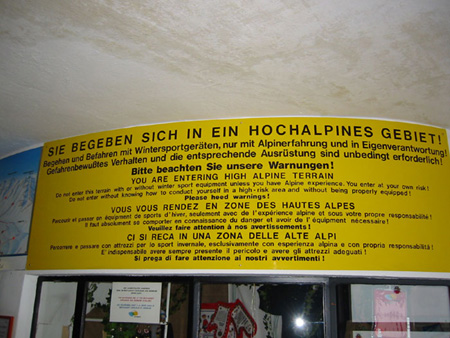 SIE BEGEBEN SICH IN EIN HOCHALPINES GEBIET!
Begehen und Befahren mit Wintersportgeräten, nur mit Alpinerfahrung und in Eigenverantwortung!
Gefahrenbewußtes Verhalten und die entsprechende Ausrüstung sind unbedingt erforderlich!
Bitte beachten Sie unsere Warnungen!
YOU ARE ENTERING HIGH ALPINE TERRAIN
Do not enter this terrain with or without winter sport equipment unless you have Alpine experience. You enter at your own risk!
Do not enter without knowing how to conduct yourself in a high-risk area and without being properly equipped!
Please heed warnings!
VOUS VOUS RENDEZ EN ZONE DES HAUTES ALPES
Parcourir et passer en équipement de sports d'hiver, seulement avec de l'expérience alpine et sous votre propre responsabilité!
Il faut absolument se comporter en connaissance du danger et avoir de l'équipement nécessaire!
Veuillez faire attention à nos avertissements!
CI SI RECA IN UNA ZONA DELLE ALTE ALPI
Percorrere e passare con attrezzi per lo sport invernale, esclusivamente con esperienza alpina e con propria responsabilità!
E' indispensabile avere sempre presente il pericolo e avere gli attrezzi adeguati!
Si prega di fare attenzione ai nostri avvertimenti!